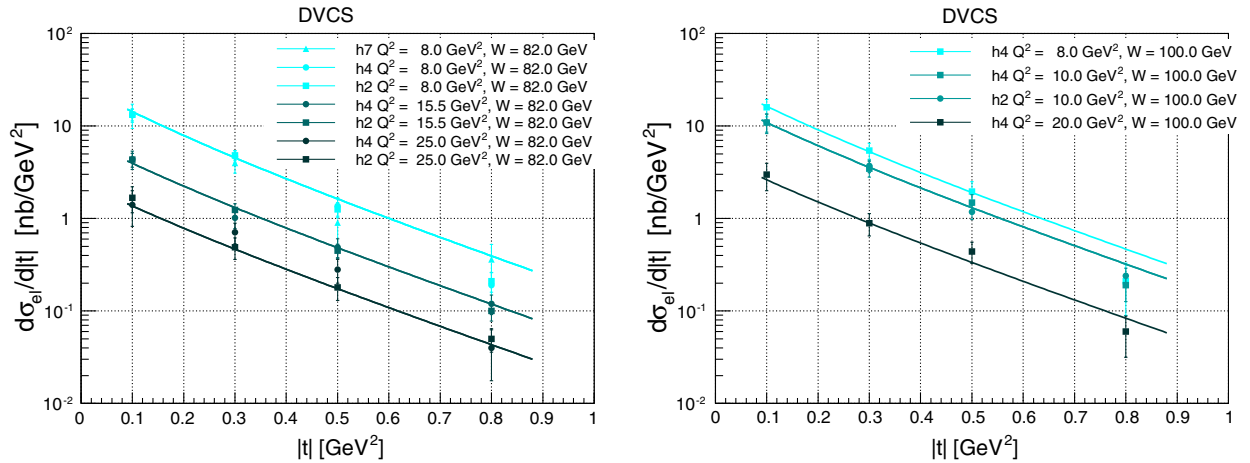 DVCS
h7 Q² = 8.0 GeV², W = 82.0 GeV
h4 Q² = 8.0 GeV², W = 82.0 GeV
h2 Q² = 8.0 GeV², W = 82.0 GeV
h4 Q² = 15.5 GeV², W = 82.0 GeV
h2 Q² = 15.5 GeV², W = 82.0 GeV
h4 Q² = 25.0 GeV², W = 82.0 GeV
h2 Q² = 25.0 GeV², W = 82.0 GeV
dσ_el/d|t| [nb/GeV²]
10²
10
1
10⁻¹
10⁻²
0 0.1 0.2 0.3 0.4 0.5 0.6 0.7 0.8 0.9 1
|t| [GeV²]
DVCS
h4 Q² = 8.0 GeV², W = 100.0 GeV
h4 Q² = 10.0 GeV², W = 100.0 GeV
h2 Q² = 10.0 GeV², W = 100.0 GeV
h4 Q² = 20.0 GeV², W = 100.0 GeV
dσ_el/d|t| [nb/GeV²]
10²
10
1
10⁻¹
10⁻²
0 0.1 0.2 0.3 0.4 0.5 0.6 0.7 0.8 0.9 1
|t| [GeV²]